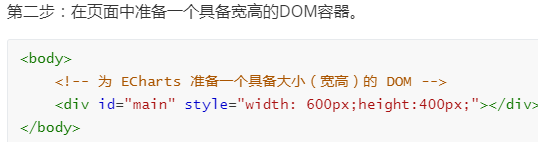 第二步：在页面中准备一个具备宽高的DOM容器。
<body>
<!-- 为 ECharts 准备一个具备大小（宽高）的 DOM -->
<div id="main" style="width: 600px;height:400px;"></div>
</body>